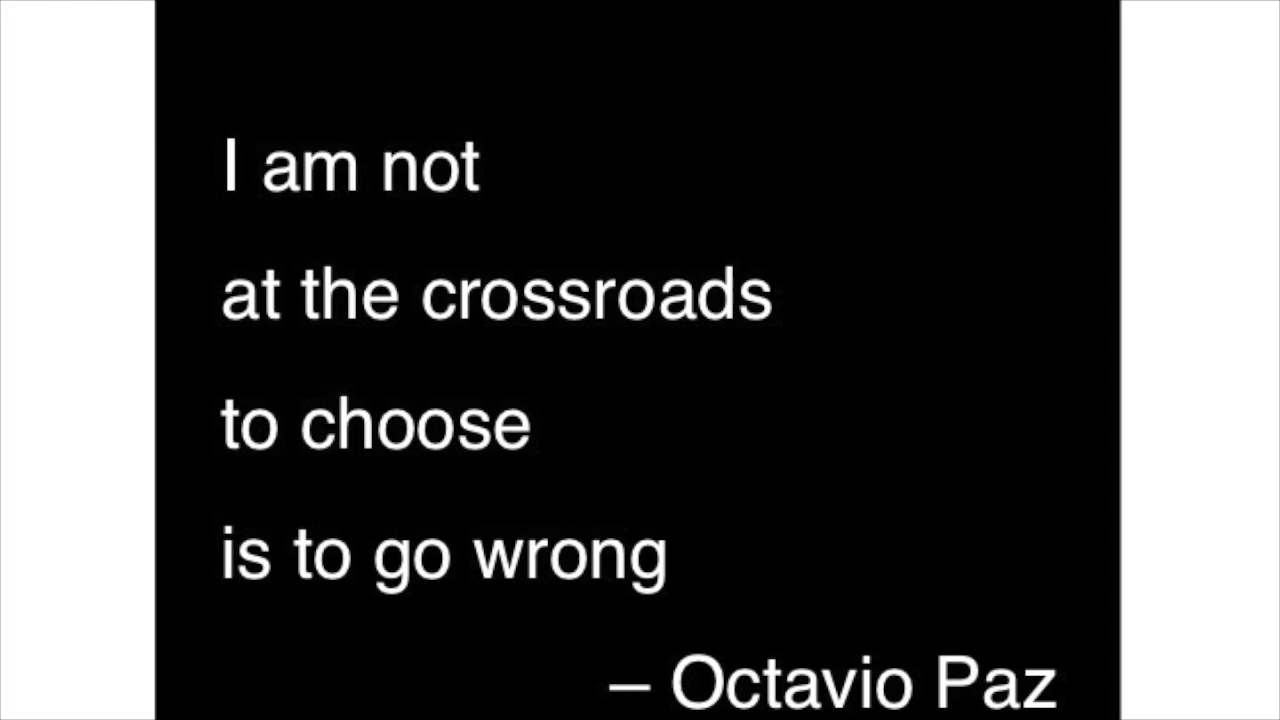 I am not
at the crossroads
to choose
is to go wrong
– Octavio Paz